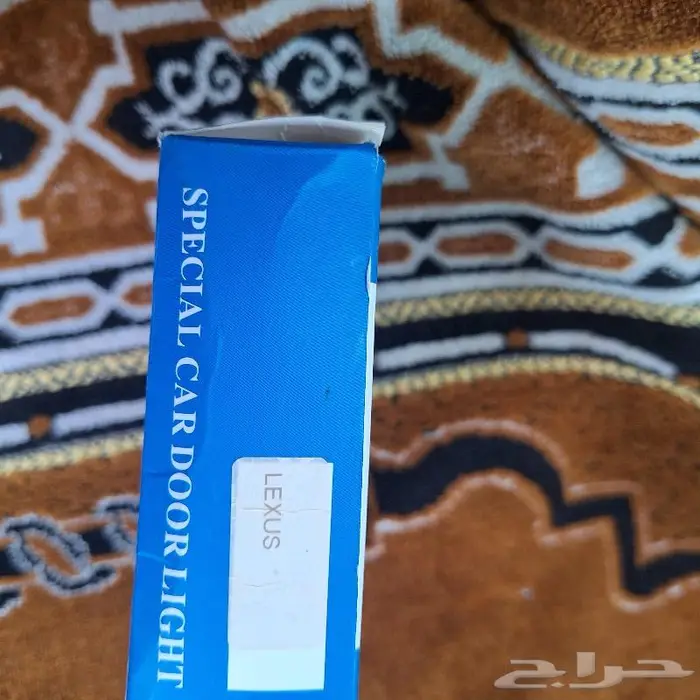 SPECIAL CAR DOOR LIGHT
LEXUS
حراج